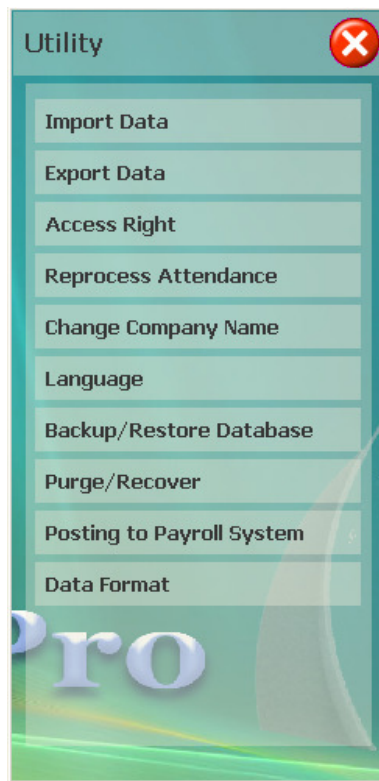 Utility
Import Data
Export Data
Access Right
Reprocess Attendance
Change Company Name
Language
Backup/Restore Database
Purge/Recover
Posting to Payroll System
Data Format
Pro